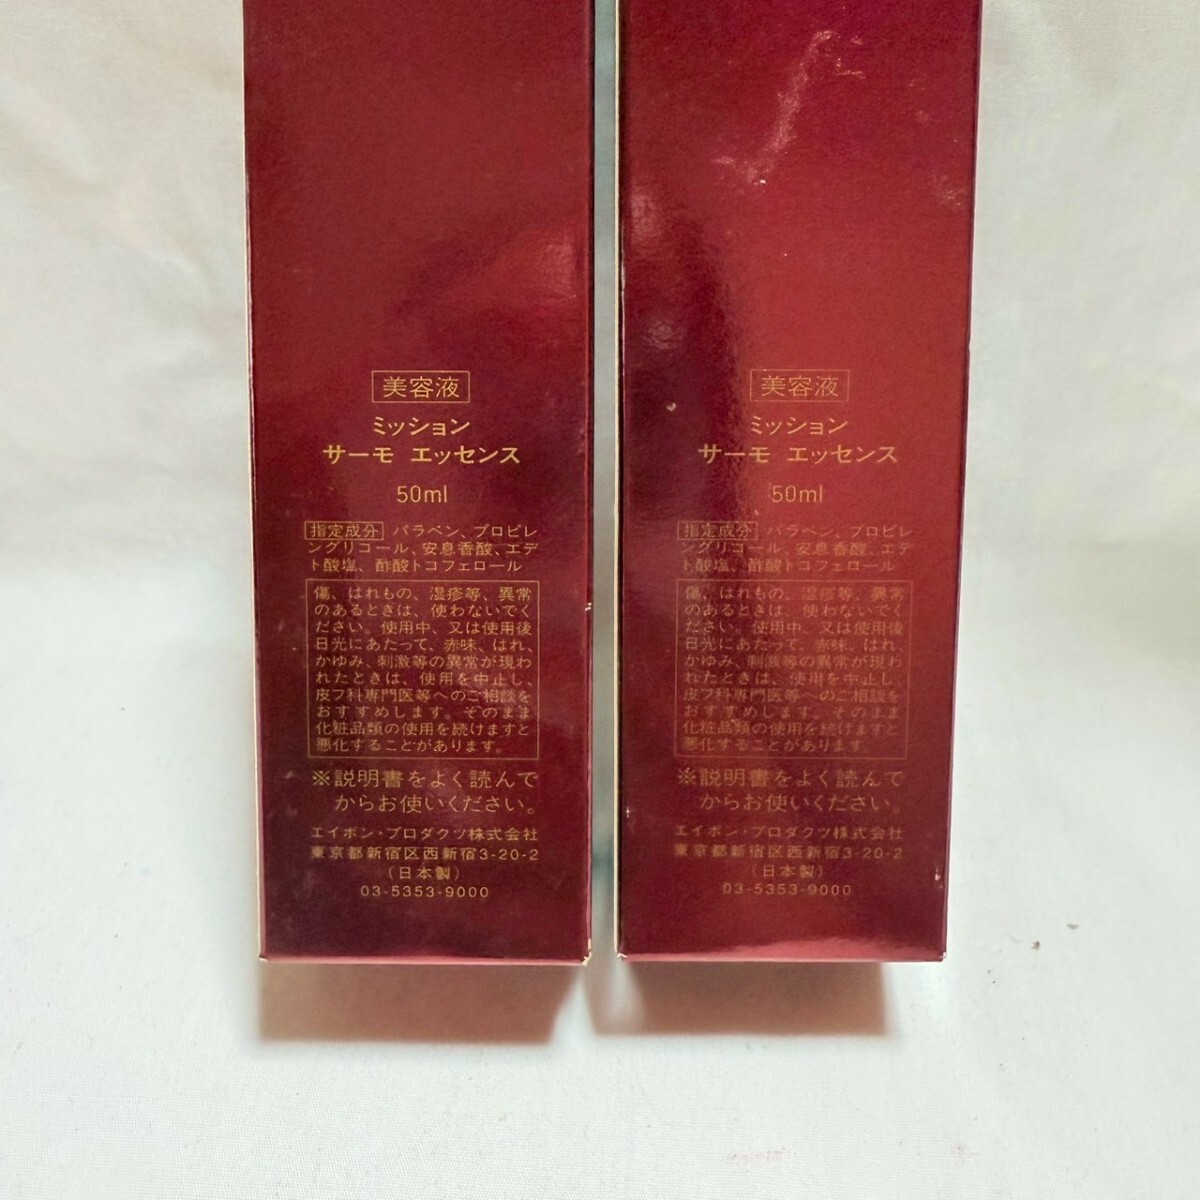 美容液
ミッション
サーモ エッセンス
50ml
指定成分 パラベン、プロピレ
ングリコール、安息香酸、エデ
ト酸塩、酢酸トコフェロール
傷、はれもの、湿疹等、異常
のあるときは、使わないでく
ださい。使用中、又は使用後
日光にあたって、赤味、はれ、
かゆみ、刺激等の異常が現わ
れたときは、使用を中止し、
皮フ科専門医等へのご相談を
おすすめします。そのまま
化粧品類の使用を続けますと
悪化することがあります。
※説明書をよく読んで
からお使いください。
エイボン・プロダクツ株式会社
東京都新宿区西新宿3-20-2
(日本製)
03-5353-9000
美容液
ミッション
サーモ エッセンス
50ml
指定成分 パラベン、プロピレ
ングリコール、安息香酸、エデ
ト酸塩、酢酸トコフェロール
傷、はれもの、湿疹等、異常
のあるときは、使わないでく
ださい。使用中、又は使用後
日光にあたって、赤味、はれ、
かゆみ、刺激等の異常が現わ
れたときは、使用を中止し、
皮フ科専門医等へのご相談を
おすすめします。そのまま
化粧品類の使用を続けますと
悪化することがあります。
※説明書をよく読んで
からお使いください。
エイボン・プロダクツ株式会社
東京都新宿区西新宿3-20-2
(日本製)
03-5353-9000